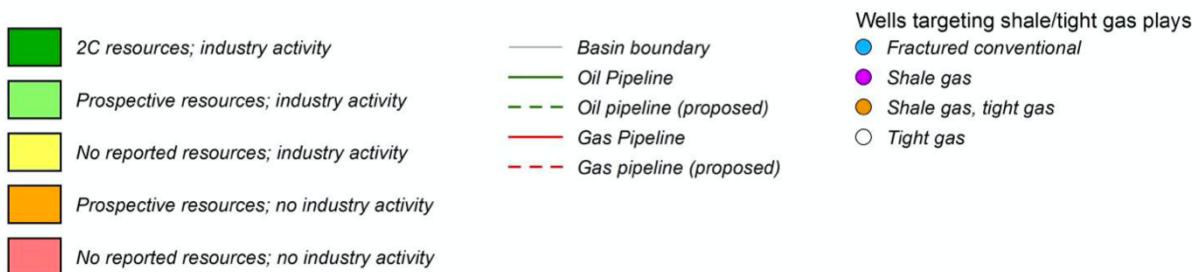 2C resources; industry activity
Prospective resources; industry activity
No reported resources; industry activity
Prospective resources; no industry activity
No reported resources; no industry activity
Basin boundary
Oil Pipeline
Oil pipeline (proposed)
Gas Pipeline
Gas pipeline (proposed)
Wells targeting shale/tight gas plays
Fractured conventional
Shale gas
Shale gas, tight gas
Tight gas